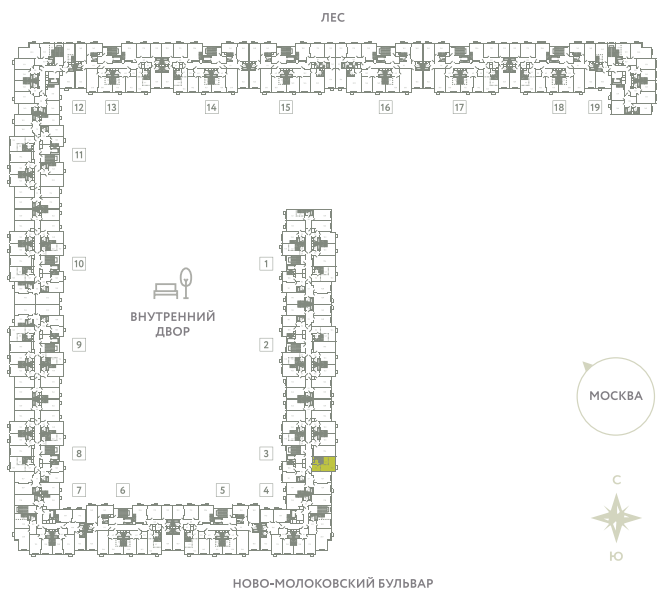 ЛЕС
12 13 14 15 16 17 18 19
11
10 1
ВНУТРЕННИЙ
ДВОР
9 2
МОСКВА
8 3
7 6 5 4
С
Ю
НОВО-МОЛОКОВСКИЙ БУЛЬВАР